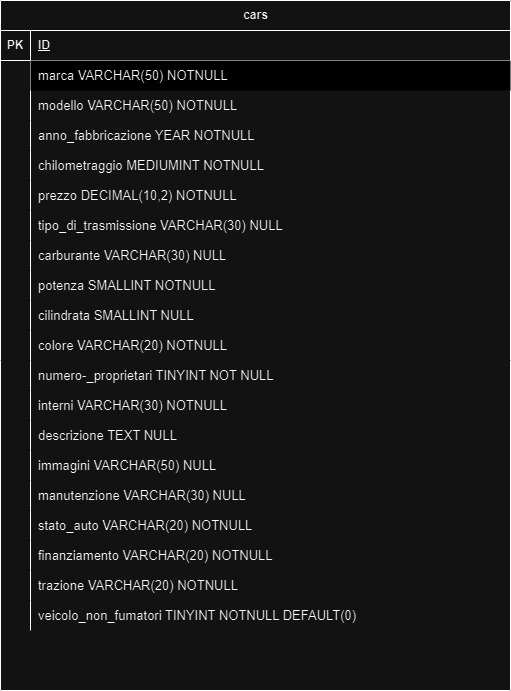 cars
PK ID
marca VARCHAR(50) NOTNULL
modello VARCHAR(50) NOTNULL
anno_fabbricazione YEAR NOTNULL
chilometraggio MEDIUMINT NOTNULL
prezzo DECIMAL(10,2) NOTNULL
tipo_di_trasmissione VARCHAR(30) NULL
carburante VARCHAR(30) NULL
potenza SMALLINT NOTNULL
cilindrata SMALLINT NULL
colore VARCHAR(20) NOTNULL
numero-_proprietari TINYINT NOT NULL
interni VARCHAR(30) NOTNULL
descrizione TEXT NULL
immagini VARCHAR(50) NULL
manutenzione VARCHAR(30) NULL
stato_auto VARCHAR(20) NOTNULL
finanziamento VARCHAR(20) NOTNULL
trazione VARCHAR(20) NOTNULL
veicolo_non_fumatori TINYINT NOTNULL DEFAULT(0)